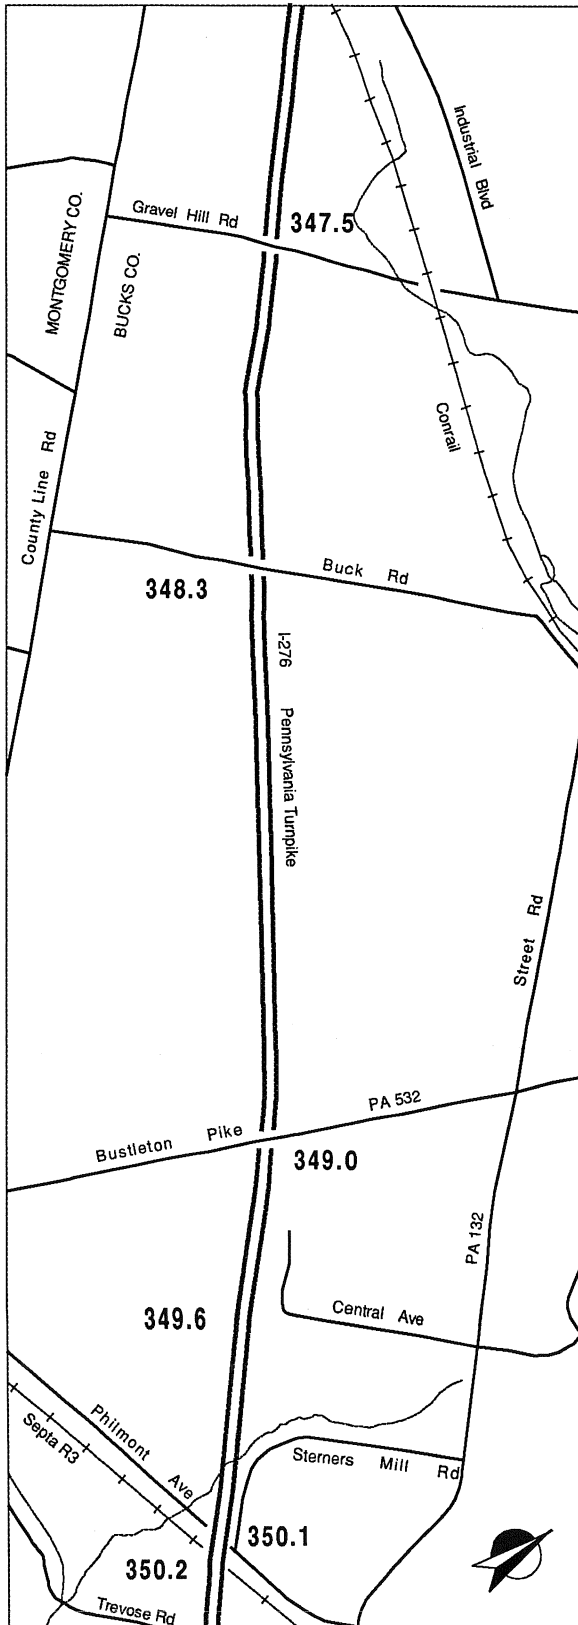 Industrial Blvd
Gravel Hill Rd
347.5
MONTGOMERY CO.
BUCKS CO.
Conrail
County Line Rd
Buck Rd
348.3
I-276 Pennsylvania Turnpike
Street Rd
PA 532
Bustleton Pike
349.0
PA 132
Central Ave
349.6
Philmont Ave
Septa R3
Sterners Mill Rd
350.1
350.2
Trevose Rd